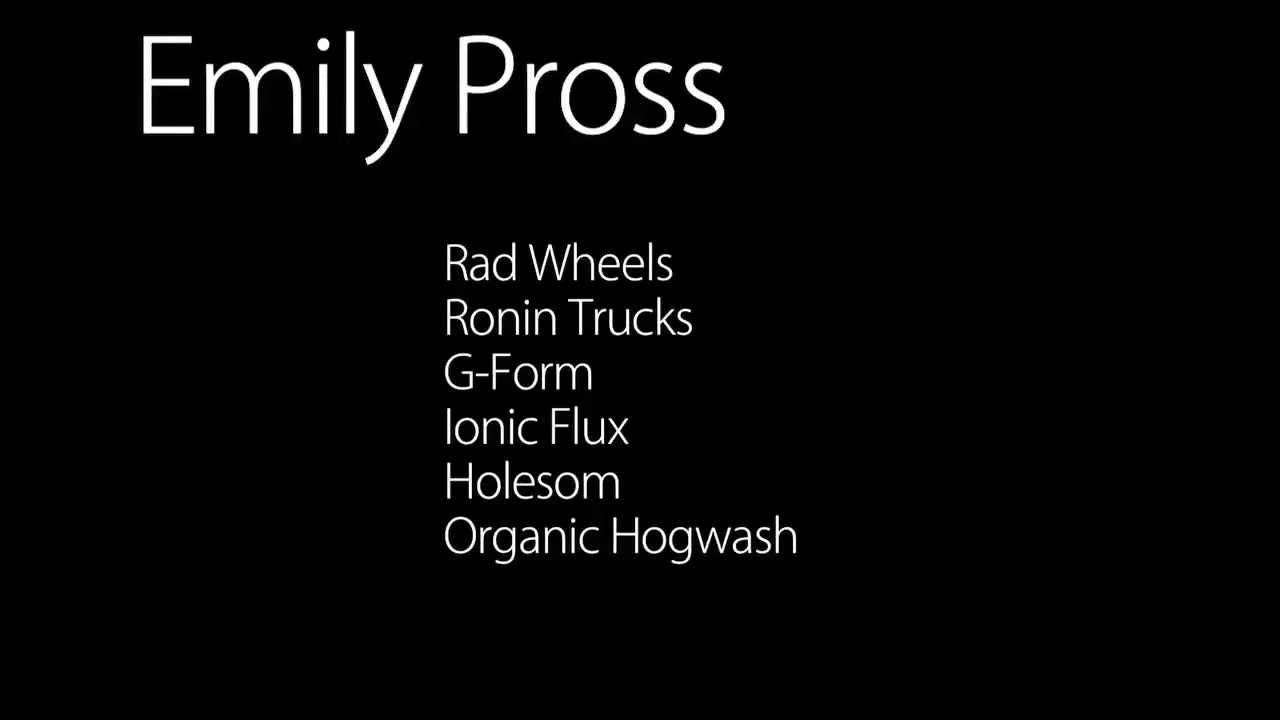 Emily Pross
Rad Wheels
Ronin Trucks
G-Form
Ionic Flux
Holesom
Organic Hogwash